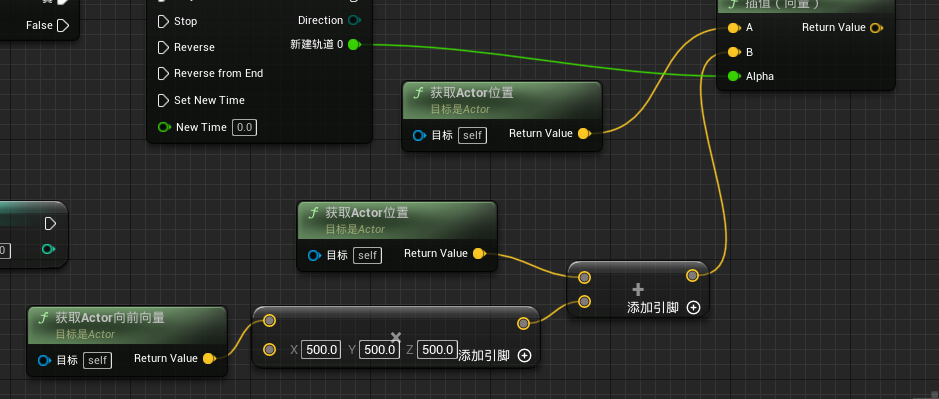 False
Stop
Direction
Reverse
新建轨道 0
Reverse from End
Set New Time
New Time 0.0
插值（向量）
A
Return Value
B
Alpha
f 获取Actor位置
目标是Actor
目标 self
Return Value
f 获取Actor位置
目标是Actor
目标 self
Return Value
+
添加引脚
f 获取Actor向前向量
目标是Actor
目标 self
Return Value
×
X 500.0 Y 500.0 Z 500.0 添加引脚